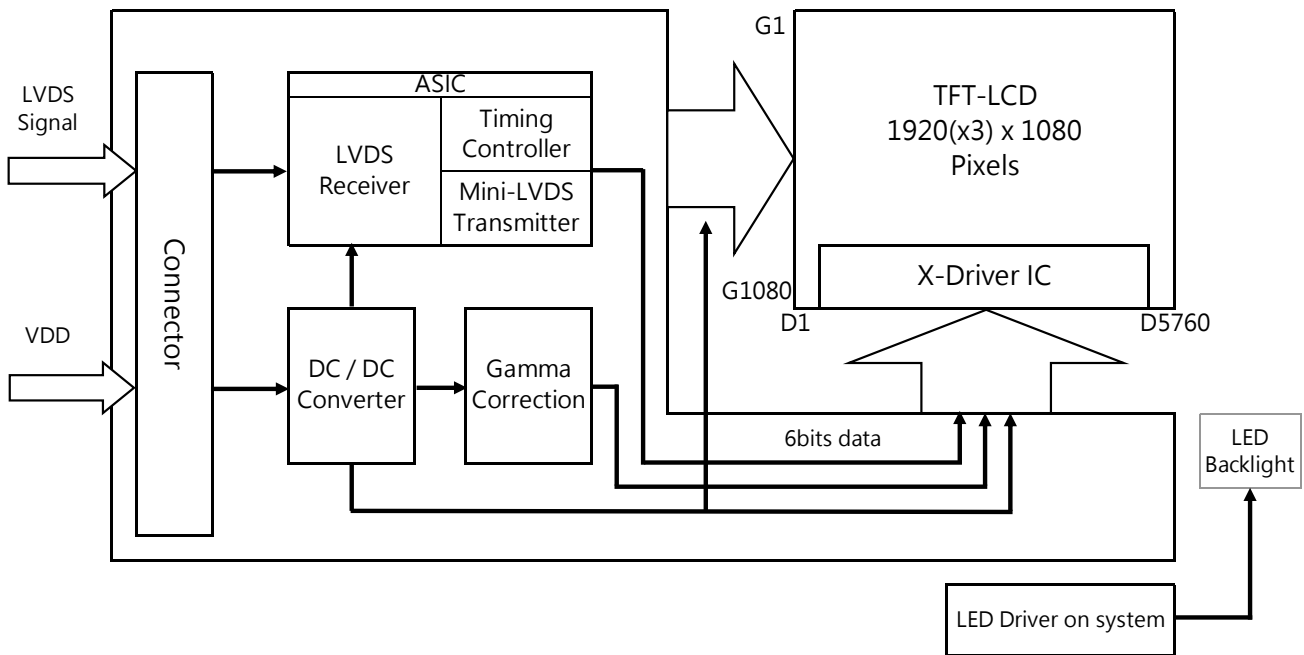 G1
ASIC
LVDS
Signal
LVDS
Receiver
Timing
Controller
Mini-LVDS
Transmitter
TFT-LCD
1920(x3) x 1080
Pixels
Connector
X-Driver IC
G1080
D1
D5760
VDD
DC / DC
Converter
Gamma
Correction
6bits data
LED
Backlight
LED Driver on system